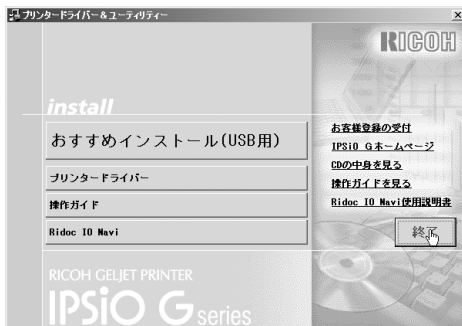 プリンタードライバー＆ユーティリティー
RICOH
install
おすすめインストール(USB用)
プリンタードライバー
操作ガイド
Ridoc IO Navi
お客様登録の受付
IPSiO Gホームページ
CDの中身を見る
操作ガイドを見る
Ridoc IO Navi使用説明書
終了
RICOH GELJET PRINTER
IPSiO G series